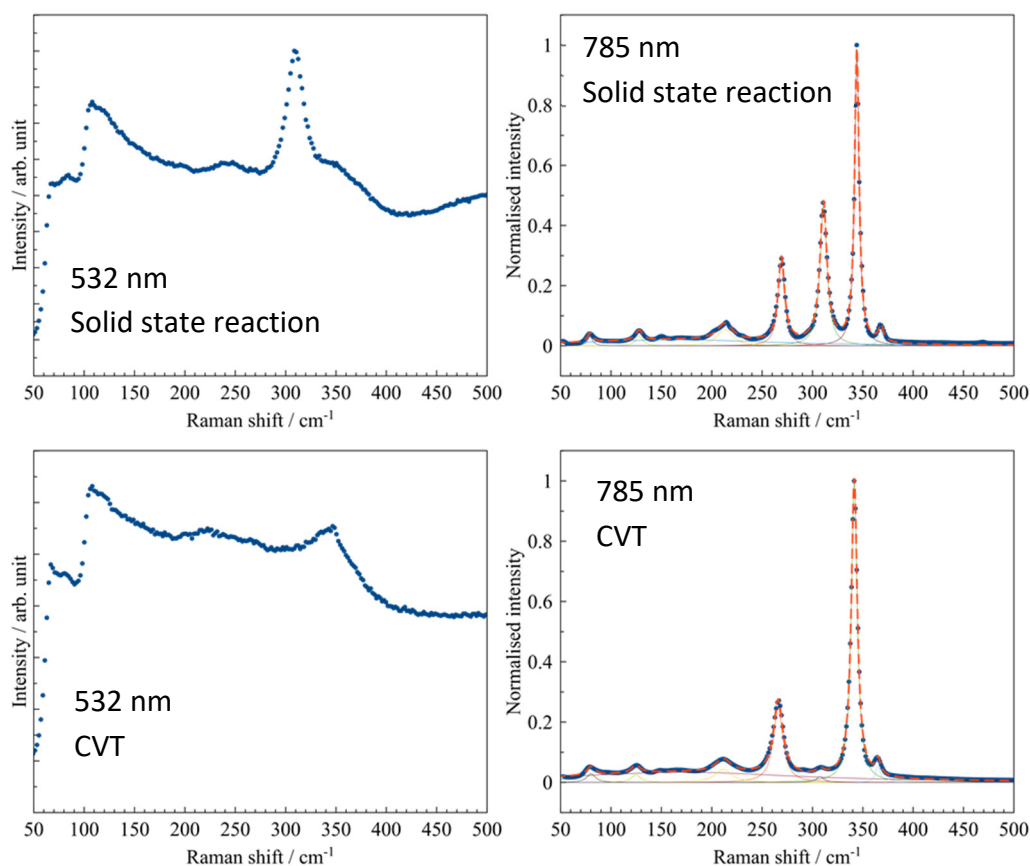 532 nm
Solid state reaction
Intensity / arb. unit
50 100 150 200 250 300 350 400 450 500
Raman shift / cm⁻¹
785 nm
Solid state reaction
Normalised intensity
1
0.8
0.6
0.4
0.2
0
50 100 150 200 250 300 350 400 450 500
Raman shift / cm⁻¹
532 nm
CVT
Intensity / arb. unit
50 100 150 200 250 300 350 400 450 500
Raman shift / cm⁻¹
785 nm
CVT
Normalised intensity
1
0.8
0.6
0.4
0.2
0
50 100 150 200 250 300 350 400 450 500
Raman shift / cm⁻¹